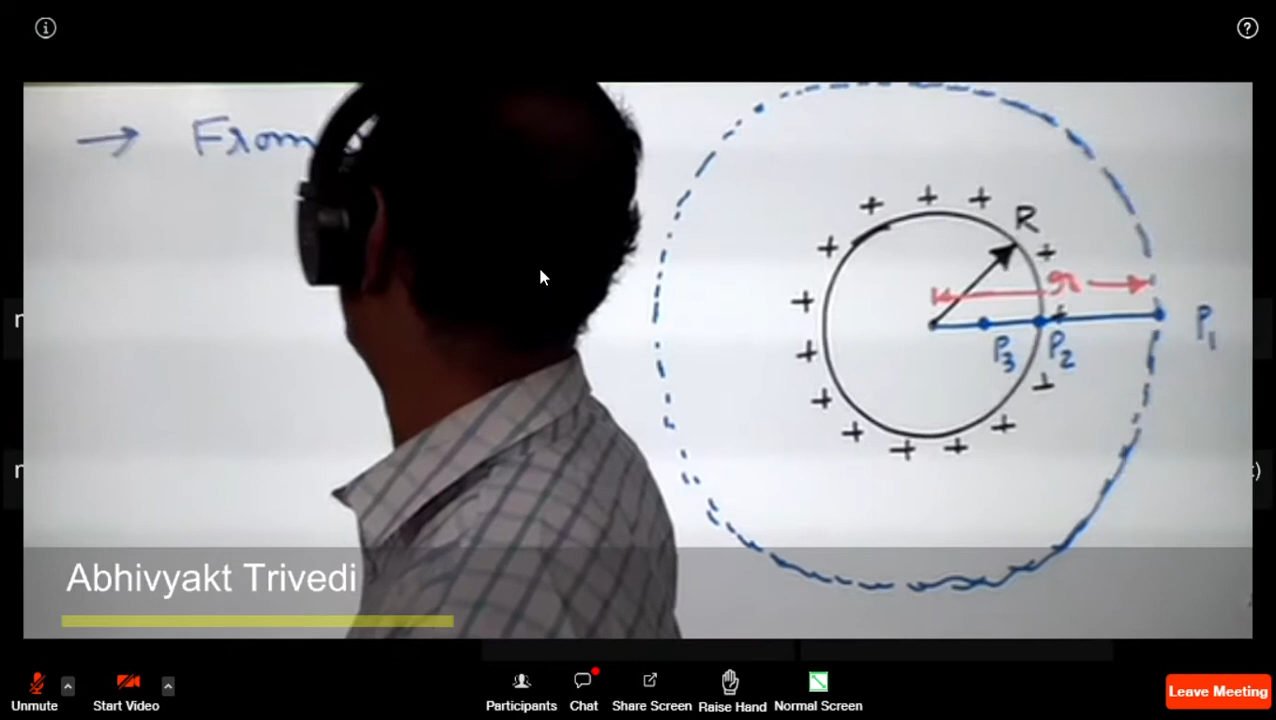 → From
+ + +
+ R
+
+ r
+
P₃ P₂ P₁
+
+
+ +
+ +
Abhivyakt Trivedi
Unmute Start Video Participants Chat Share Screen Raise Hand Normal Screen Leave Meeting